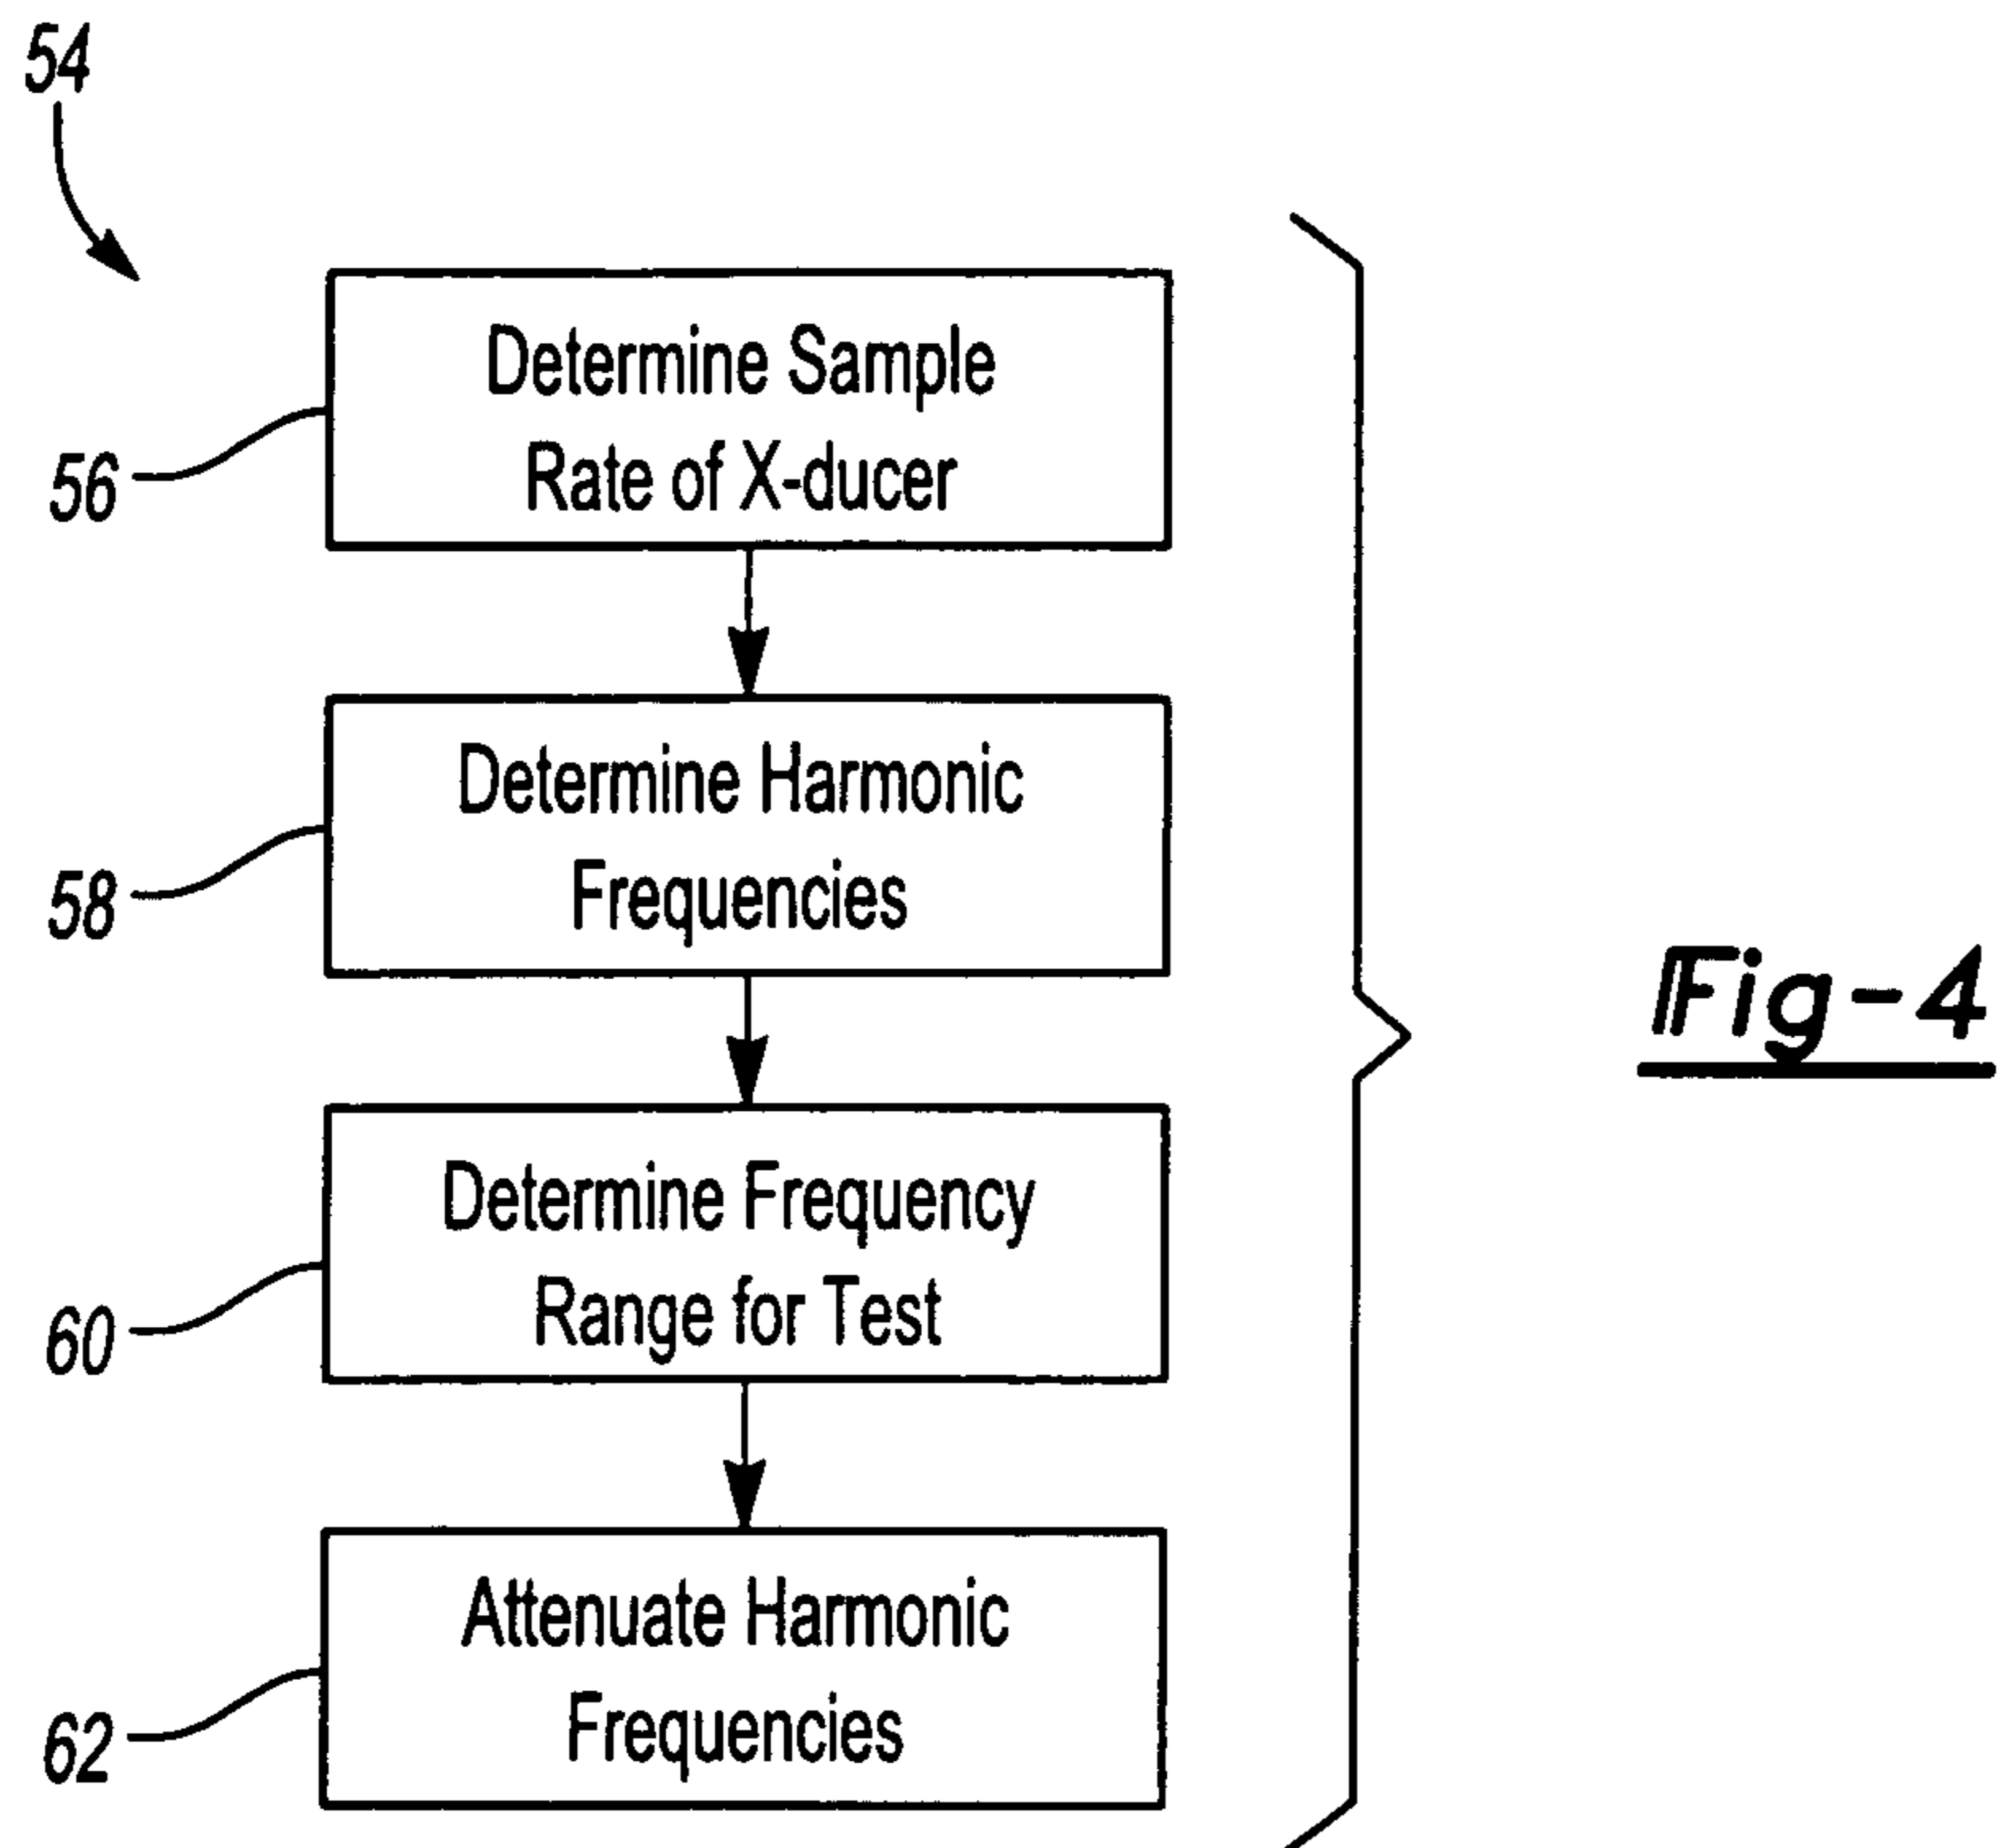 54
Determine Sample
Rate of X-ducer
56
Determine Harmonic
Frequencies
58
Fig-4
Determine Frequency
Range for Test
60
Attenuate Harmonic
Frequencies
62